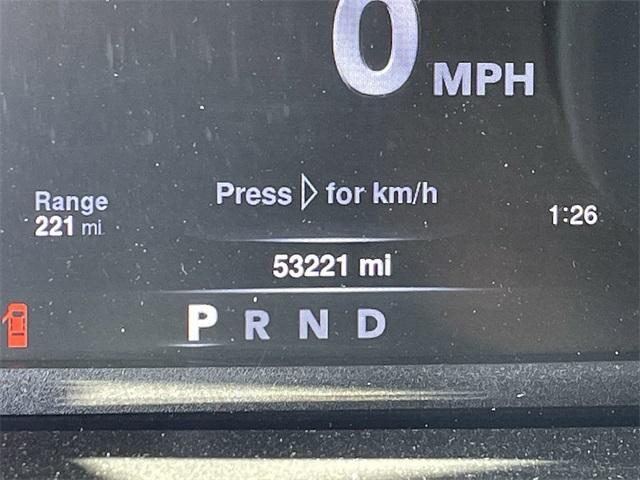 0 MPH
Press ▷ for km/h
Range
221 mi
1:26
53221 mi
P R N D